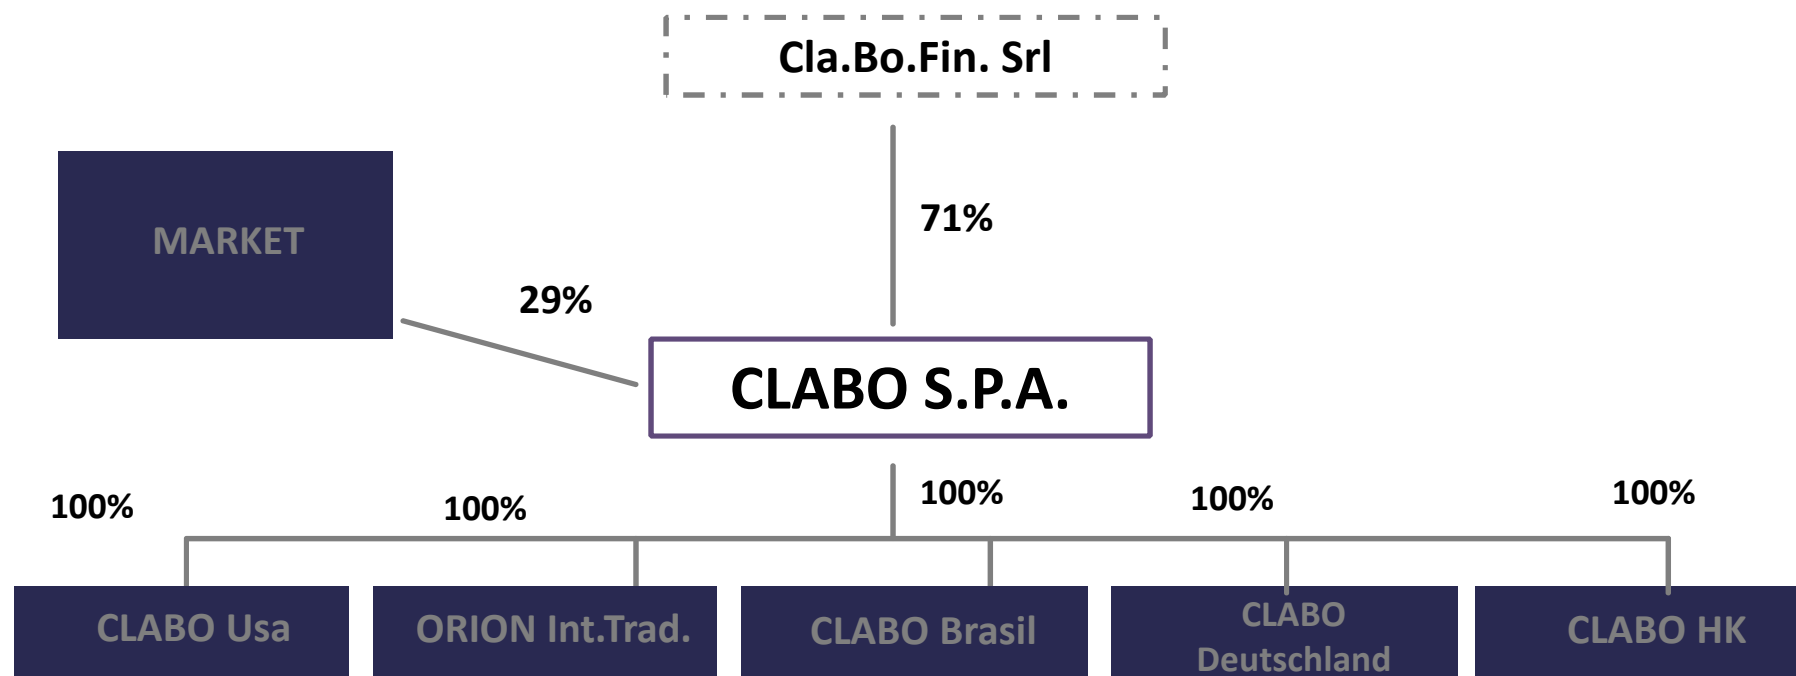 Cla.Bo.Fin. Srl
71%
MARKET
29%
CLABO S.P.A.
100%
100%
100%
100%
100%
CLABO Usa
ORION Int.Trad.
CLABO Brasil
CLABO
Deutschland
CLABO HK